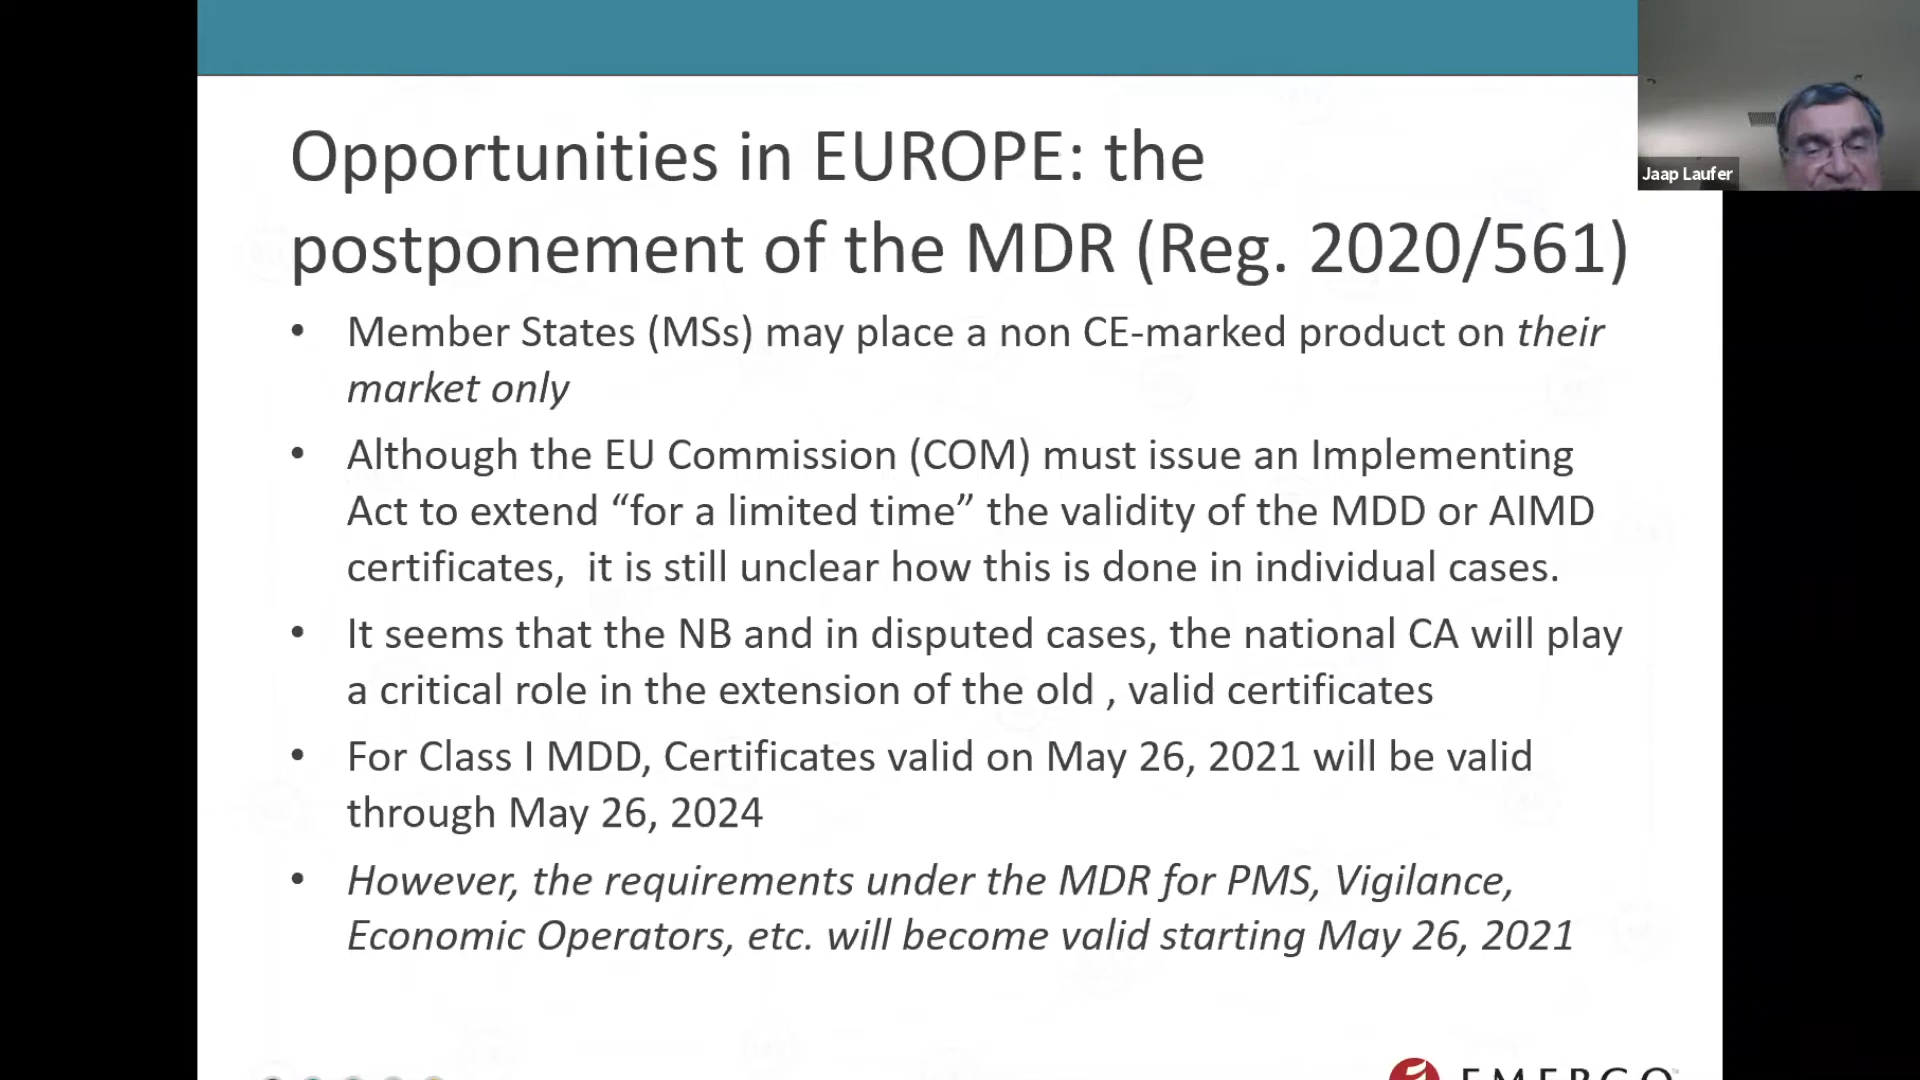 Opportunities in EUROPE: the
postponement of the MDR (Reg. 2020/561)
• Member States (MSs) may place a non CE-marked product on their
market only
• Although the EU Commission (COM) must issue an Implementing
Act to extend “for a limited time” the validity of the MDD or AIMD
certificates,  it is still unclear how this is done in individual cases.
• It seems that the NB and in disputed cases, the national CA will play
a critical role in the extension of the old , valid certificates
• For Class I MDD, Certificates valid on May 26, 2021 will be valid
through May 26, 2024
• However, the requirements under the MDR for PMS, Vigilance,
Economic Operators, etc. will become valid starting May 26, 2021
Jaap Laufer
EMERGO